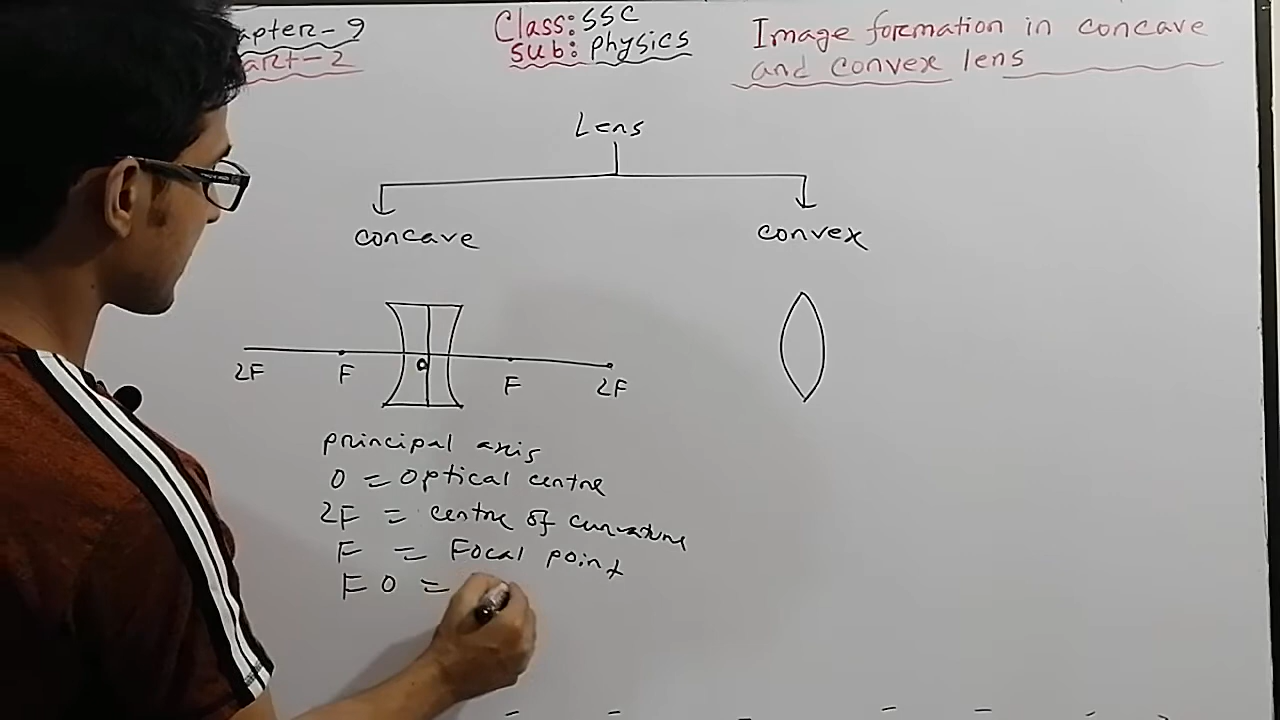 apter-9
art-2
Class: SSC
Sub: physics
Image formation in concave
and convex lens
Lens
concave
convex
2F F O F 2F
principal axis
O = optical centre
2F = centre of curvature
F = Focal point
FO =